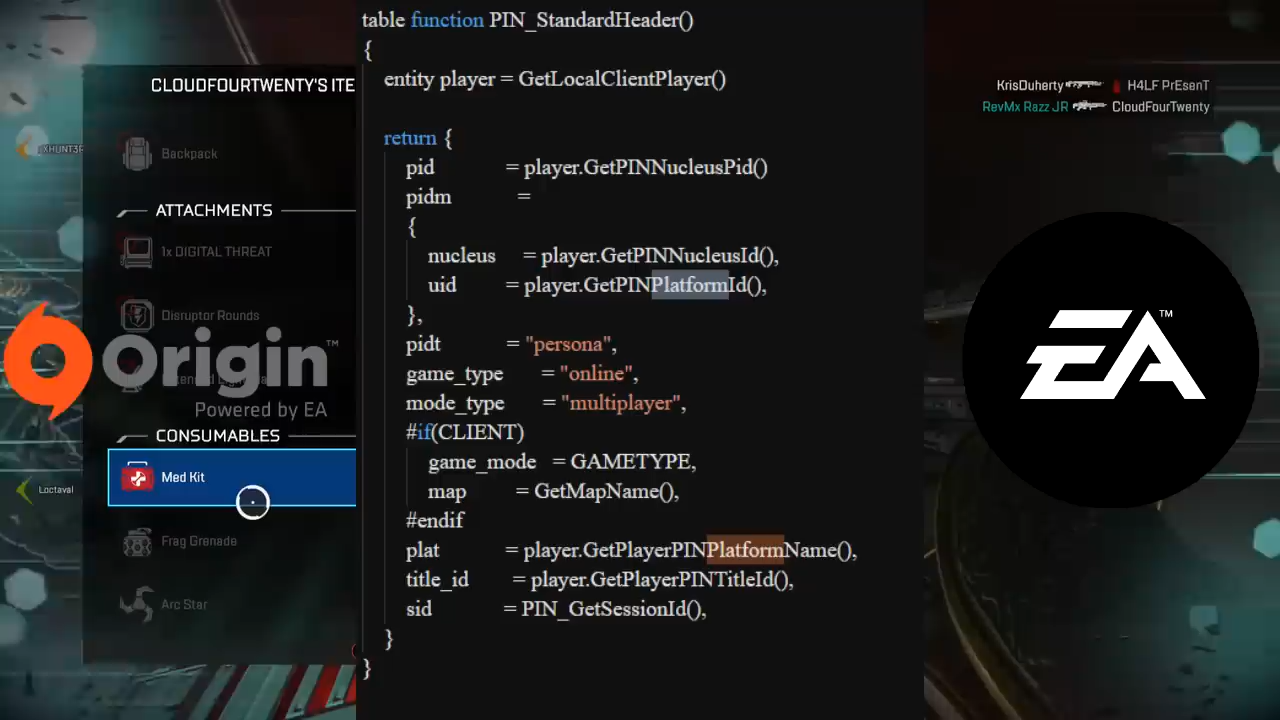 table function PIN_StandardHeader()
{
entity player = GetLocalClientPlayer()
return {
pid = player.GetPINNucleusPid()
pidm =
{
nucleus = player.GetPINNucleusId(),
uid = player.GetPINPlatformId(),
},
pidt = "persona",
game_type = "online",
mode_type = "multiplayer",
#if(CLIENT)
game_mode = GAMETYPE,
map = GetMapName(),
#endif
plat = player.GetPlayerPINPlatformName(),
title_id = player.GetPlayerPINTitleId(),
sid = PIN_GetSessionId(),
}
}
CLOUDFOURTWENTY'S ITE
Backpack
ATTACHMENTS
1x DIGITAL THREAT
Disruptor Rounds
Origin™
Powered by EA
CONSUMABLES
Med Kit
Loctaval
Frag Grenade
Arc Star
KrisDuherty H4LF PrEsenT
RevMx Razz JR CloudFourTwenty
EA™